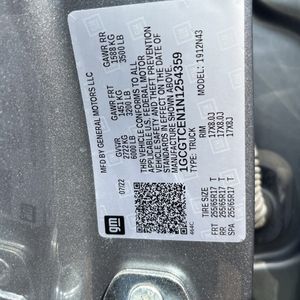 MFD BY GENERAL MOTORS LLC
07/22
GVWR 2722 KG 6000 LB
GAWR FRT 1451 KG 3200 LB
GAWR RR 1588 KG 3500 LB
THIS VEHICLE CONFORMS TO ALL APPLICABLE
U.S. FEDERAL MOTOR VEHICLE
SAFETY AND THEFT PREVENTION
STANDARDS IN EFFECT ON THE DATE OF
MANUFACTURE SHOWN ABOVE.
1GCGTCEN1N1254359
TYPE: TRUCK
MODEL: 1912N43
gm
TIRE SIZE RIM
FRT 255/65R17 T 17X8.0J
RR 255/65R17 T 17X8.0J
SPA 255/65R17 T 17X8J